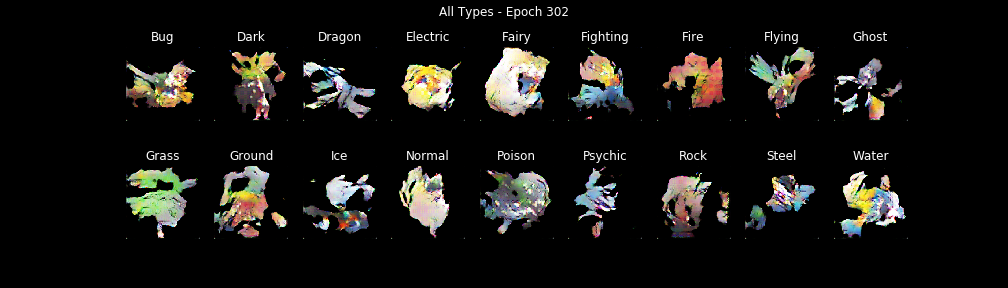 All Types - Epoch 302
Bug Dark Dragon Electric Fairy Fighting Fire Flying Ghost
Grass Ground Ice Normal Poison Psychic Rock Steel Water